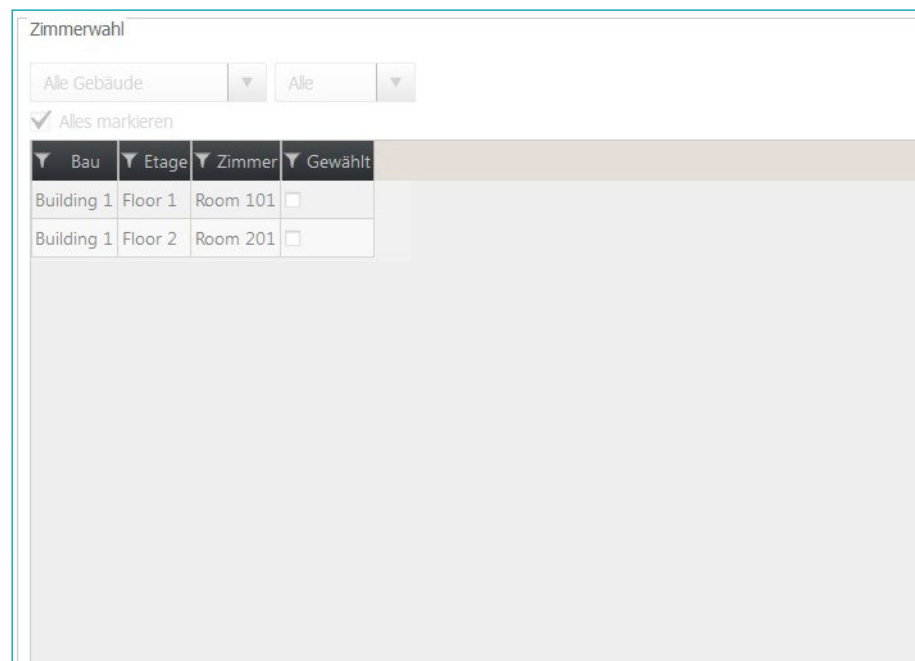 Zimmerwahl
Alle Gebäude Alle
Alles markieren
Bau Etage Zimmer Gewählt
Building 1 Floor 1 Room 101
Building 1 Floor 2 Room 201